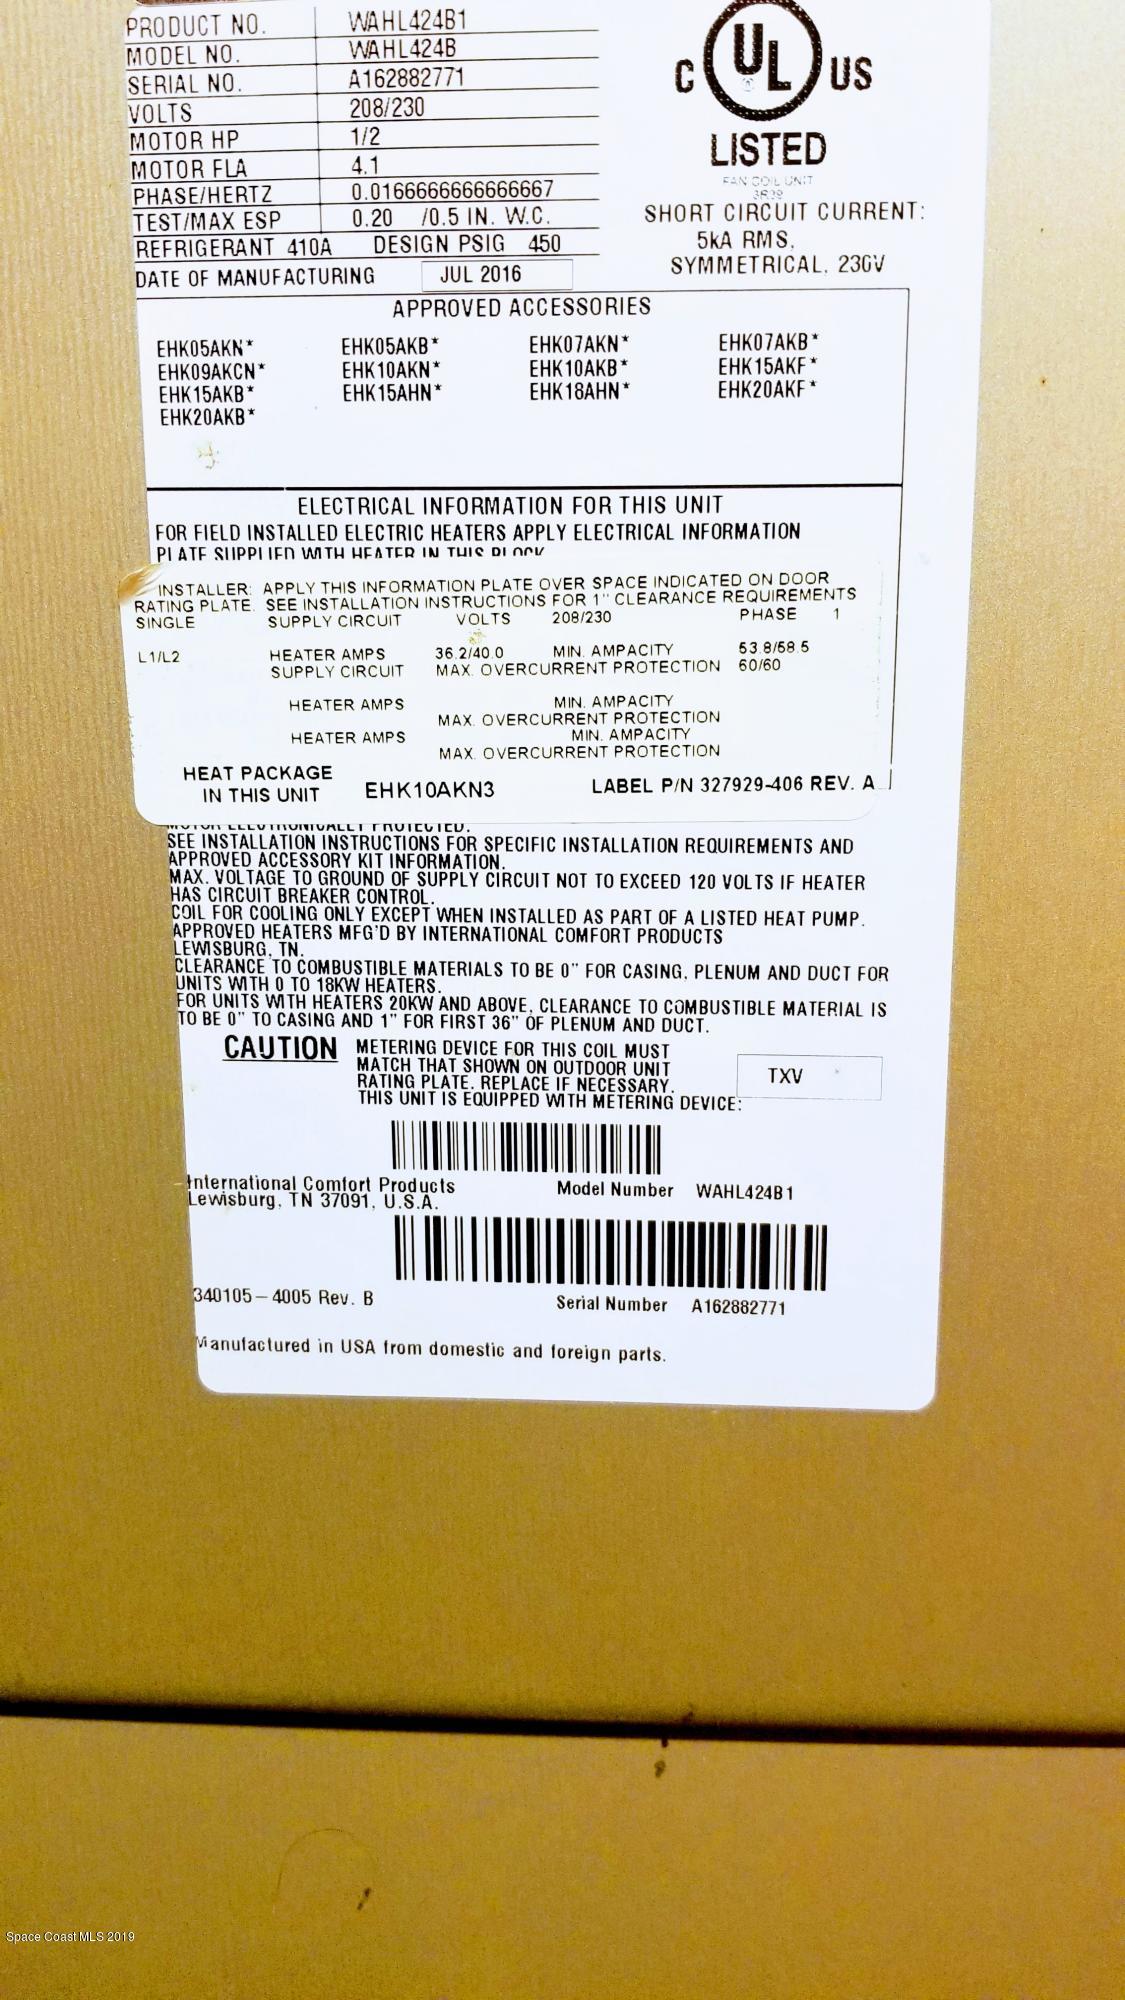 PRODUCT NO. WAHL424B1
MODEL NO. WAHL424B
SERIAL NO. A162882771
VOLTS 208/230
MOTOR HP 1/2
MOTOR FLA 4.1
PHASE/HERTZ 0.0166666666666667
TEST/MAX ESP 0.20 /0.5 IN. W.C.
REFRIGERANT 410A DESIGN PSIG 450
DATE OF MANUFACTURING JUL 2016
C UL US
LISTED
FAN COIL UNIT
SHORT CIRCUIT CURRENT:
5kA RMS,
SYMMETRICAL, 230V
APPROVED ACCESSORIES
EHK05AKN* EHK05AKB* EHK07AKN* EHK07AKB*
EHK09AKCN* EHK10AKN* EHK10AKB* EHK15AKF*
EHK15AKB* EHK15AHN* EHK18AHN* EHK20AKF*
EHK20AKB*
ELECTRICAL INFORMATION FOR THIS UNIT
FOR FIELD INSTALLED ELECTRIC HEATERS APPLY ELECTRICAL INFORMATION
PLATE SUPPLIED WITH HEATER IN THIS BLOCK
INSTALLER: APPLY THIS INFORMATION PLATE OVER SPACE INDICATED ON DOOR
RATING PLATE. SEE INSTALLATION INSTRUCTIONS FOR 1" CLEARANCE REQUIREMENTS
SINGLE SUPPLY CIRCUIT VOLTS 208/230 PHASE 1
L1/L2 HEATER AMPS 36.2/40.0 MIN. AMPACITY 53.8/58.5
SUPPLY CIRCUIT MAX. OVERCURRENT PROTECTION 60/60
HEATER AMPS MIN. AMPACITY
MAX. OVERCURRENT PROTECTION
HEATER AMPS MIN. AMPACITY
MAX. OVERCURRENT PROTECTION
HEAT PACKAGE
IN THIS UNIT EHK10AKN3 LABEL P/N 327929-406 REV. A
MOTOR ELECTRONICALLY PROTECTED.
SEE INSTALLATION INSTRUCTIONS FOR SPECIFIC INSTALLATION REQUIREMENTS AND
APPROVED ACCESSORY KIT INFORMATION.
MAX. VOLTAGE TO GROUND OF SUPPLY CIRCUIT NOT TO EXCEED 120 VOLTS IF HEATER
HAS CIRCUIT BREAKER CONTROL.
COIL FOR COOLING ONLY EXCEPT WHEN INSTALLED AS PART OF A LISTED HEAT PUMP.
APPROVED HEATERS MFG'D BY INTERNATIONAL COMFORT PRODUCTS
LEWISBURG, TN.
CLEARANCE TO COMBUSTIBLE MATERIALS TO BE 0" FOR CASING, PLENUM AND DUCT FOR
UNITS WITH 0 TO 18KW HEATERS.
FOR UNITS WITH HEATERS 20KW AND ABOVE, CLEARANCE TO COMBUSTIBLE MATERIAL IS
TO BE 0" TO CASING AND 1" FOR FIRST 36" OF PLENUM AND DUCT.
CAUTION METERING DEVICE FOR THIS COIL MUST
MATCH THAT SHOWN ON OUTDOOR UNIT
RATING PLATE. REPLACE IF NECESSARY.
THIS UNIT IS EQUIPPED WITH METERING DEVICE: TXV
International Comfort Products
Lewisburg, TN 37091, U.S.A.
Model Number WAHL424B1
340105-4005 Rev. B
Serial Number A162882771
Manufactured in USA from domestic and foreign parts.
Space Coast MLS 2019